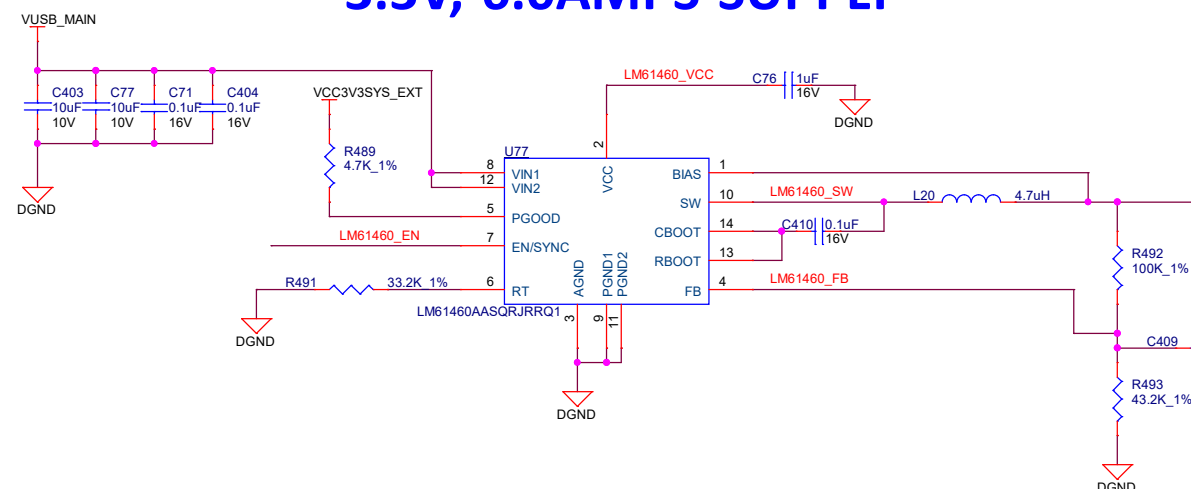 VUSB_MAIN
C403
10uF
10V
C77
10uF
10V
C71
0.1uF
16V
C404
0.1uF
16V
DGND
VCC3V3SYS_EXT
R489
4.7K_1%
LM61460_VCC
C76
1uF
16V
DGND
U77
8
VIN1
12
VIN2
5
PGOOD
LM61460_EN
7
EN/SYNC
R491
33.2K_1%
6
RT
DGND
LM61460AASQRJRRQ1
2
VCC
3
AGND
9
PGND1
11
PGND2
DGND
BIAS
1
SW
10
LM61460_SW
L20
4.7uH
CBOOT
14
C410
0.1uF
16V
RBOOT
13
FB
4
LM61460_FB
R492
100K_1%
C409
R493
43.2K_1%
DGND